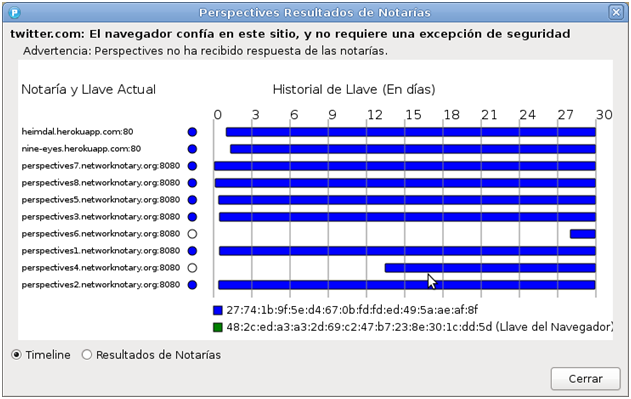 Perspectives Resultados de Notarías
twitter.com: El navegador confía en este sitio, y no requiere una excepción de seguridad
Advertencia: Perspectives no ha recibido respuesta de las notarías.
Notaría y Llave Actual
Historial de Llave (En días)
0 3 6 9 12 15 18 21 24 27 30
heimdal.herokuapp.com:80
nine-eyes.herokuapp.com:80
perspectives7.networknotary.org:8080
perspectives8.networknotary.org:8080
perspectives5.networknotary.org:8080
perspectives3.networknotary.org:8080
perspectives6.networknotary.org:8080
perspectives1.networknotary.org:8080
perspectives4.networknotary.org:8080
perspectives2.networknotary.org:8080
27:74:1b:9f:5e:d4:67:0b:fd:fd:ed:49:5a:ae:af:8f
48:2c:ed:a3:a3:2d:69:c2:47:b7:23:8e:30:1c:dd:5d (Llave del Navegador)
Timeline
Resultados de Notarías
Cerrar